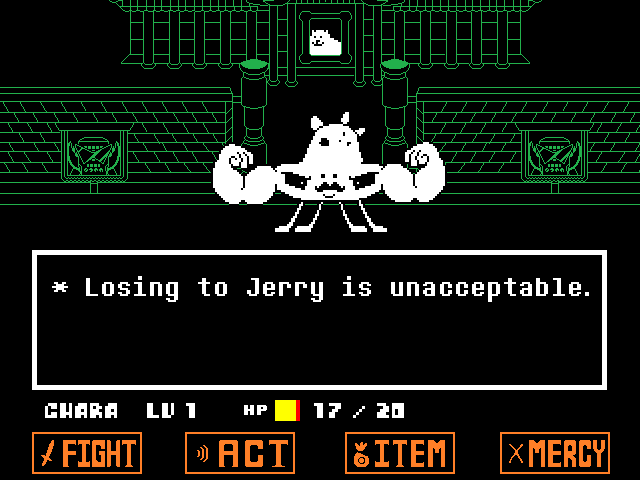 * Losing to Jerry is unacceptable.
CHARA LV 1 HP 17 / 20
FIGHT ACT ITEM MERCY